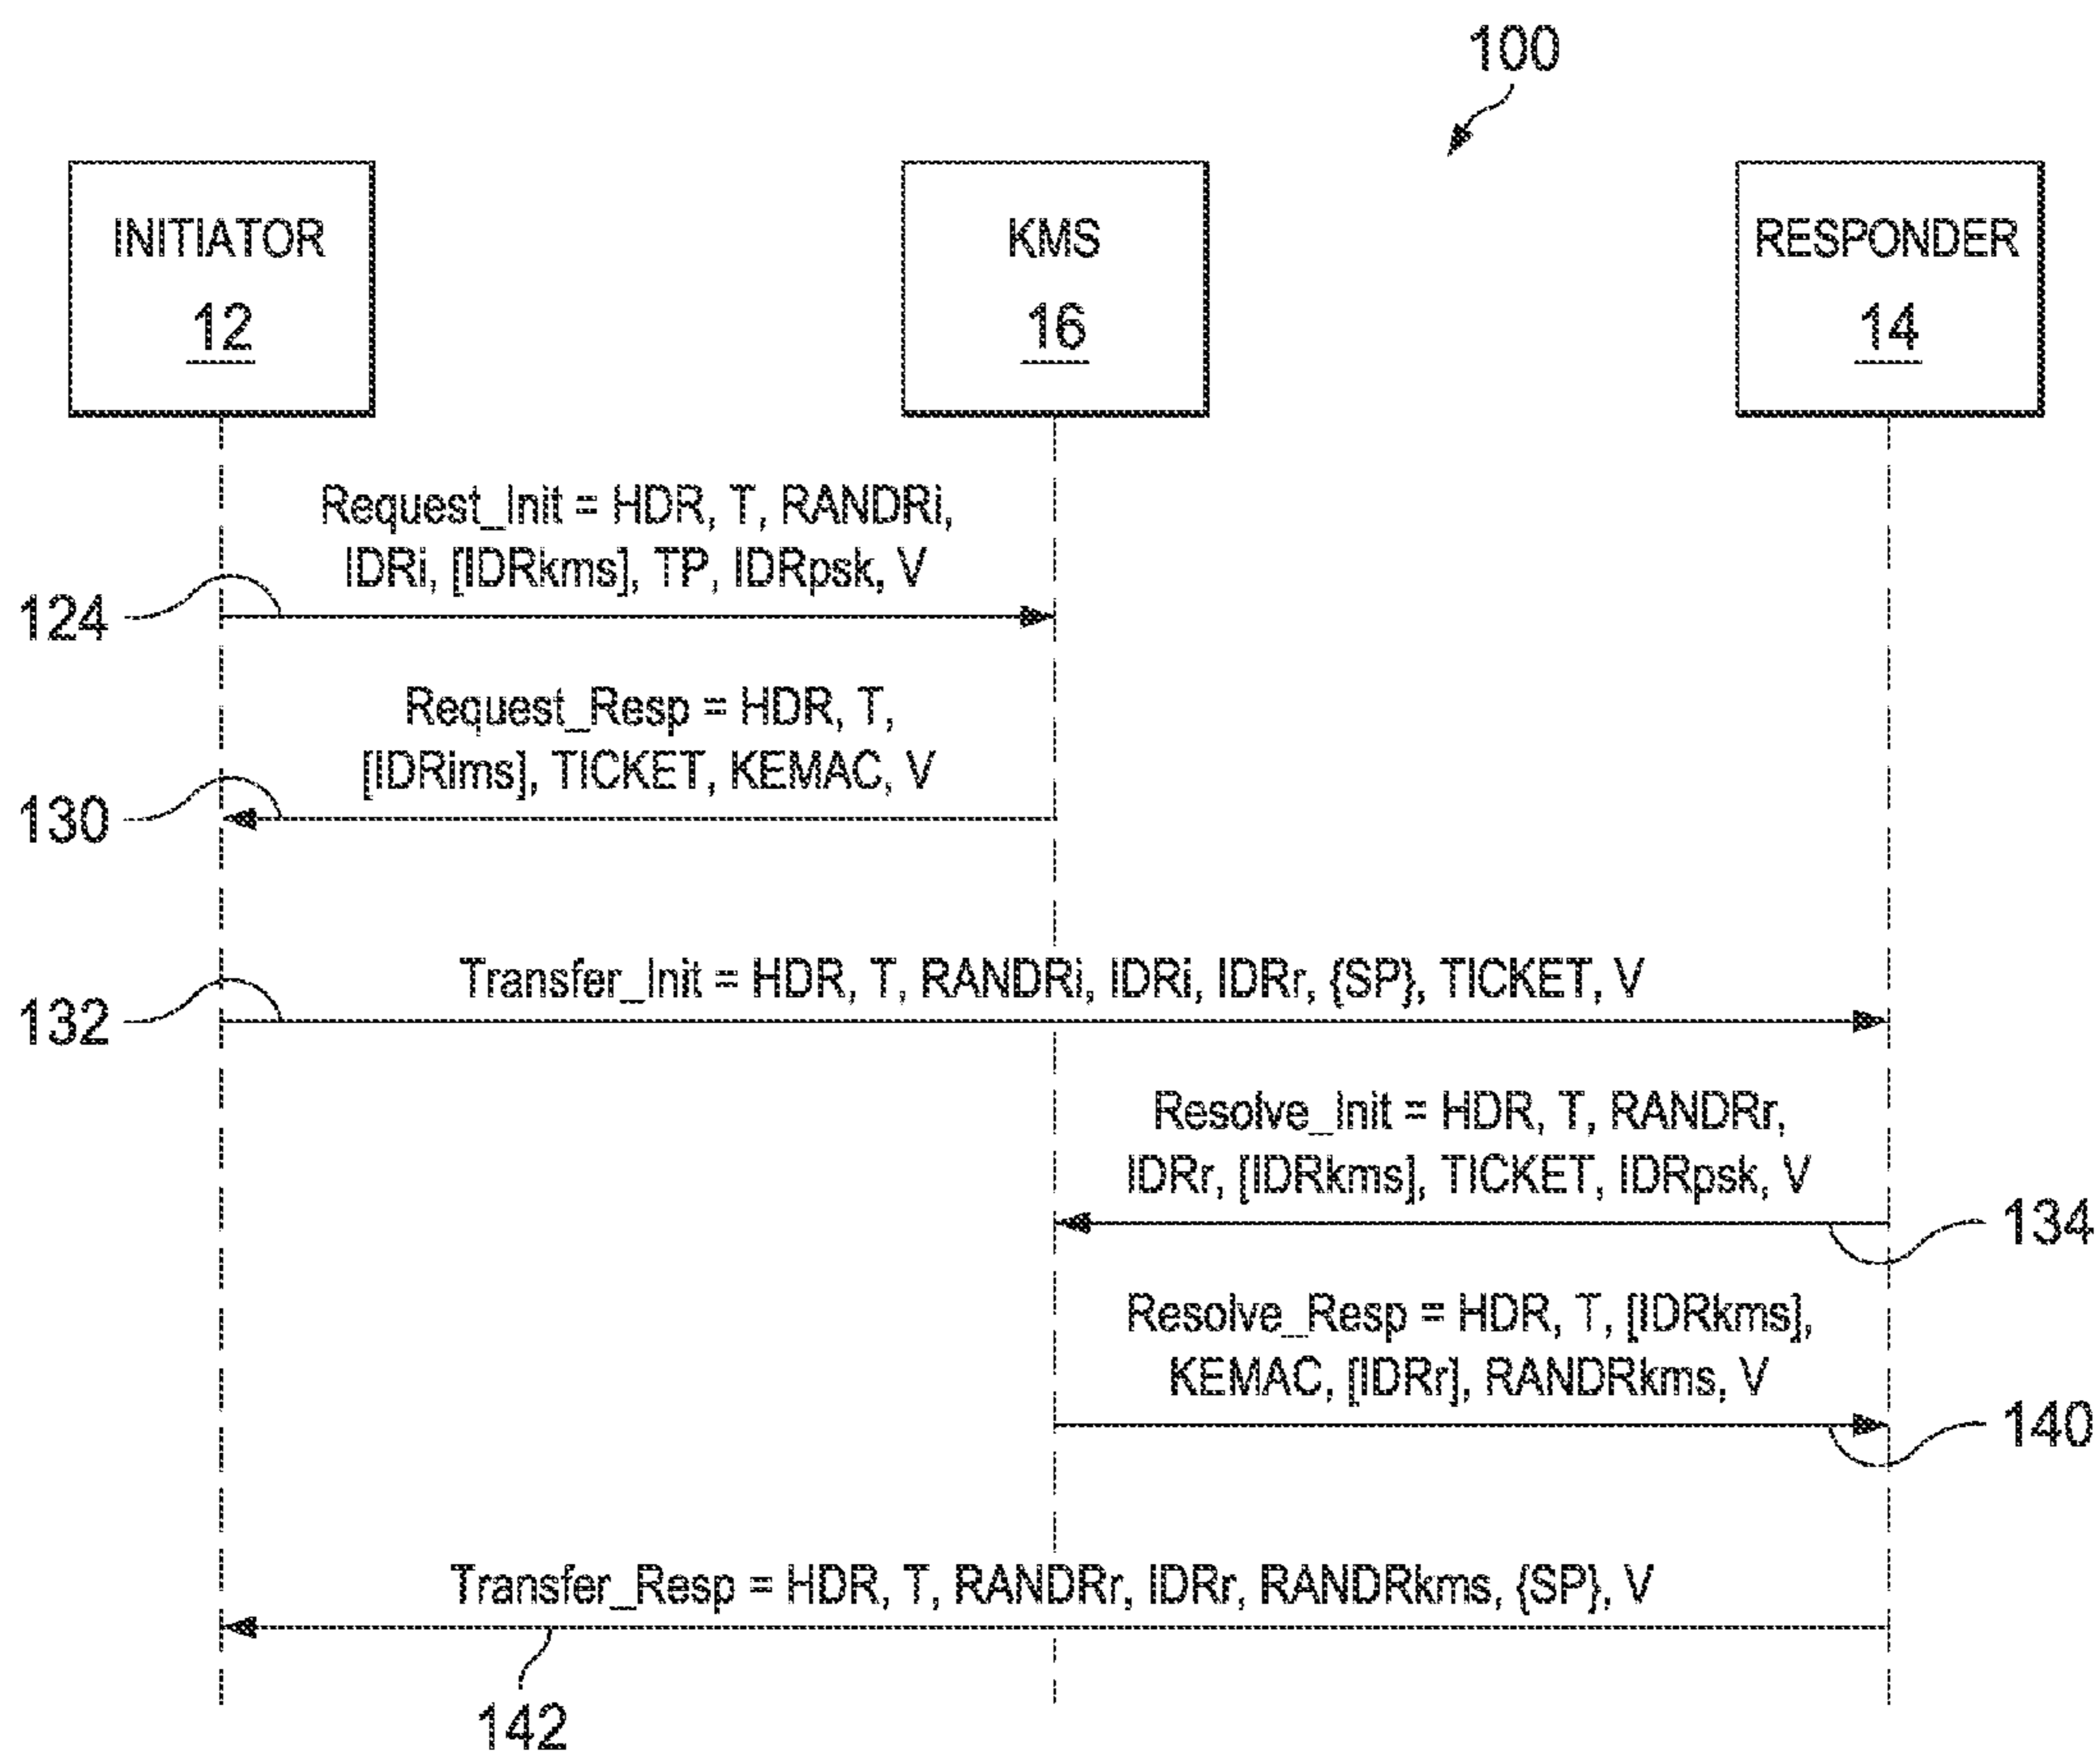 100
INITIATOR
12
KMS
16
RESPONDER
14
Request_Init = HDR, T, RANDRi,
IDRi, [IDRkms], TP, IDRpsk, V
124
Request_Resp = HDR, T,
[IDRims], TICKET, KEMAC, V
130
Transfer_Init = HDR, T, RANDRi, IDRi, IDRr, {SP}, TICKET, V
132
Resolve_Init = HDR, T, RANDRr,
IDRr, [IDRkms], TICKET, IDRpsk, V
134
Resolve_Resp = HDR, T, [IDRkms],
KEMAC, [IDRr], RANDRkms, V
140
Transfer_Resp = HDR, T, RANDRr, IDRr, RANDRkms, {SP}, V
142